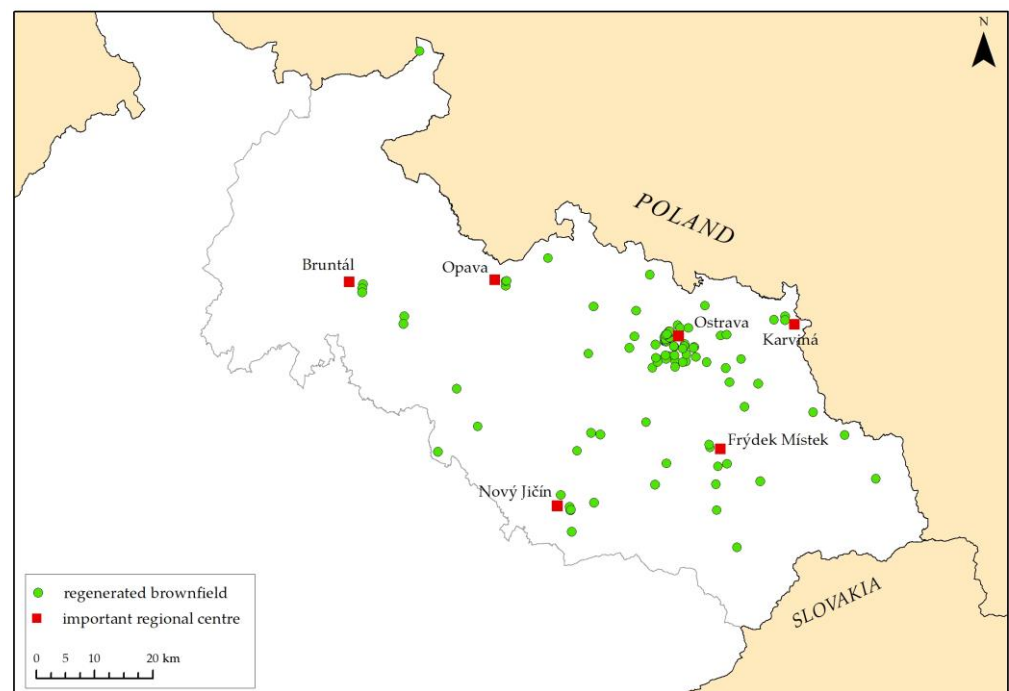 N
POLAND
Bruntál
Opava
Ostrava
Karviná
Frýdek Místek
Nový Jičín
SLOVAKIA
regenerated brownfield
important regional centre
0 5 10 20 km